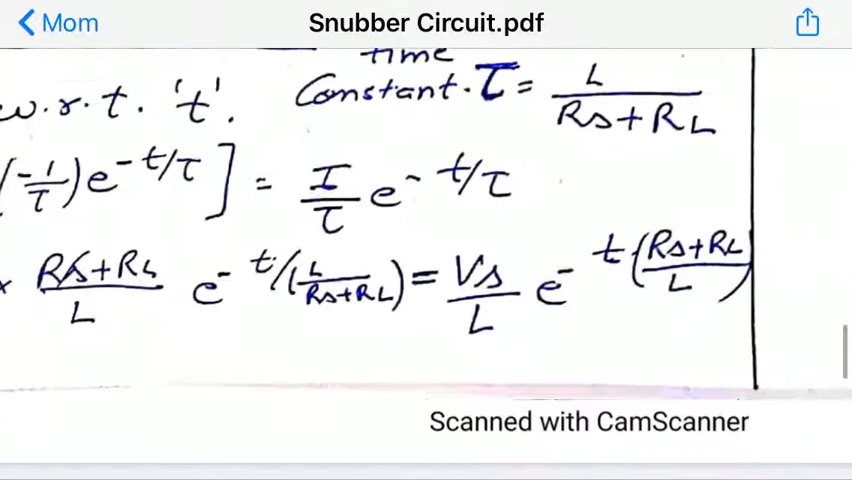 Mom
Snubber Circuit.pdf
time
w.r.t. 't'. Constant. τ = L / (Rs+RL)
(-1/τ) e^-t/τ ] = I/τ e^-t/τ
× (Rs+RL)/L e^-t/(L/(Rs+RL)) = Vs/L e^-t((Rs+RL)/L)
Scanned with CamScanner